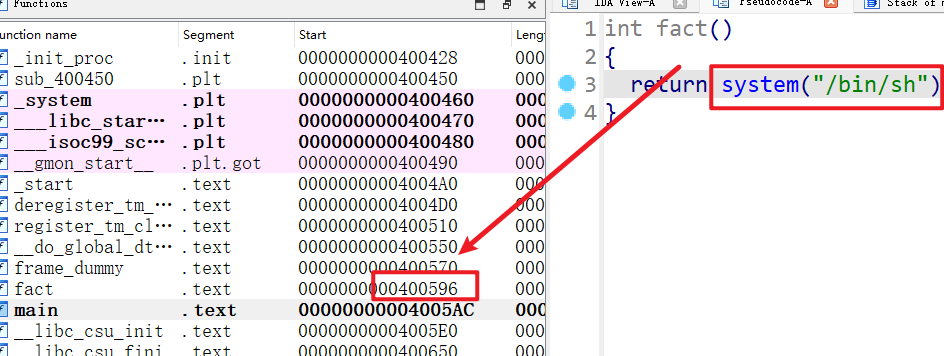 Functions
unction name Segment Start Lengt
_init_proc .init 0000000000400428 000
sub_400450 .plt 0000000000400450 000
_system .plt 0000000000400460 000
___libc_star… .plt 0000000000400470 000
___isoc99_sc… .plt 0000000000400480 000
__gmon_start__ .plt.got 0000000000400490 000
_start .text 00000000004004A0 000
deregister_tm_… .text 00000000004004D0 000
register_tm_cl… .text 0000000000400510 000
__do_global_dt… .text 0000000000400550 000
frame_dummy .text 0000000000400570 000
fact .text 0000000000400596 000
main .text 00000000004005AC 000
__libc_csu_init .text 00000000004005E0 000
__libc_csu_fini .text 0000000000400650 000
IDA View-A Pseudocode-A Stack of
1 int fact()
2 {
3 return system("/bin/sh")
4 }